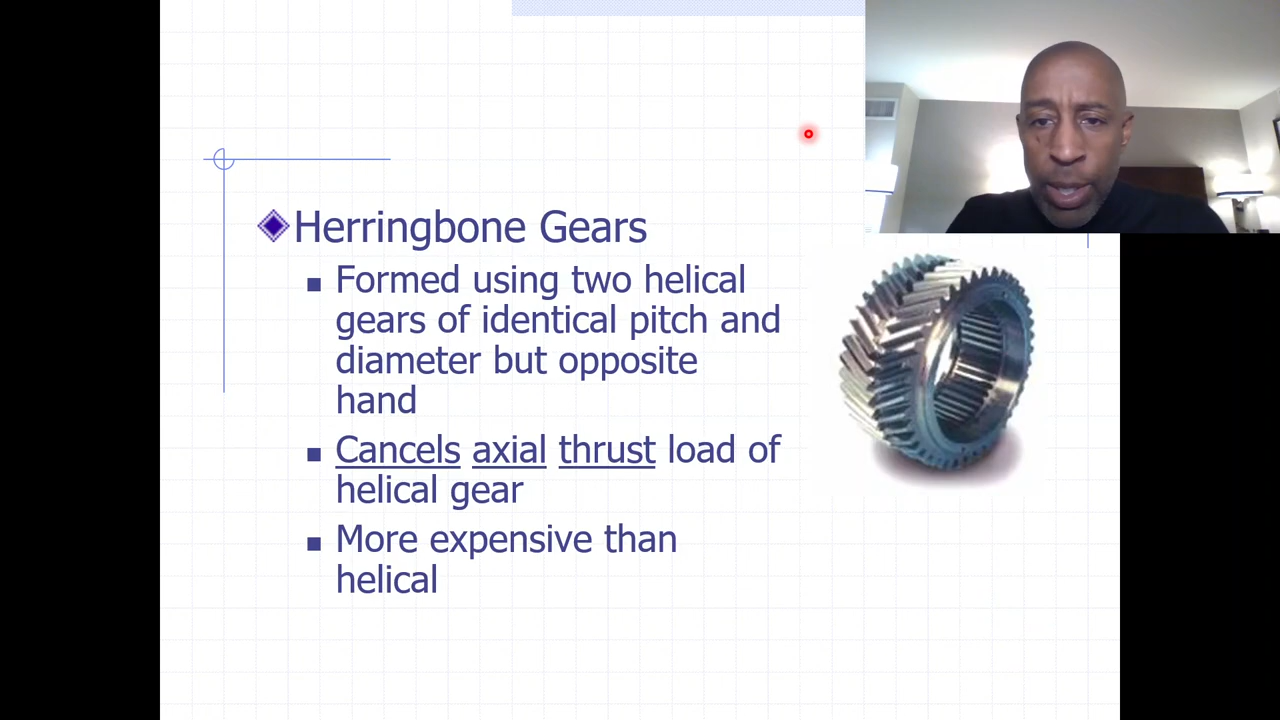 Herringbone Gears
Formed using two helical
gears of identical pitch and
diameter but opposite
hand
Cancels axial thrust load of
helical gear
More expensive than
helical